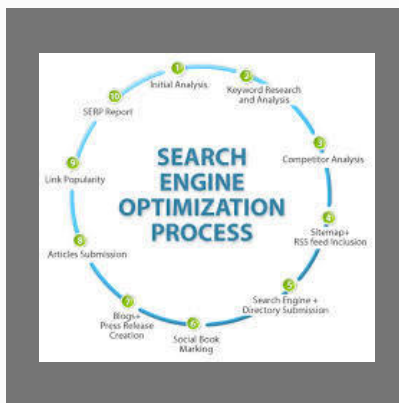 1
Initial Analysis
2
Keyword Research
and Analysis
3
Competitor Analysis
4
Sitemap+
RSS feed Inclusion
5
Search Engine +
Directory Submission
6
Social Book
Marking
7
Blogs+
Press Release
Creation
8
Articles Submission
9
Link Popularity
10
SERP Report
SEARCH
ENGINE
OPTIMIZATION
PROCESS